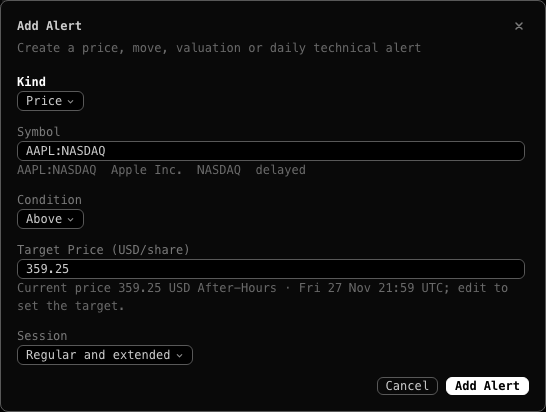 Add Alert ×
Create a price, move, valuation or daily technical alert
Kind
Price
Symbol
AAPL:NASDAQ
AAPL:NASDAQ Apple Inc. NASDAQ delayed
Condition
Above
Target Price (USD/share)
359.25
Current price 359.25 USD After-Hours · Fri 27 Nov 21:59 UTC; edit to
set the target.
Session
Regular and extended
Cancel Add Alert